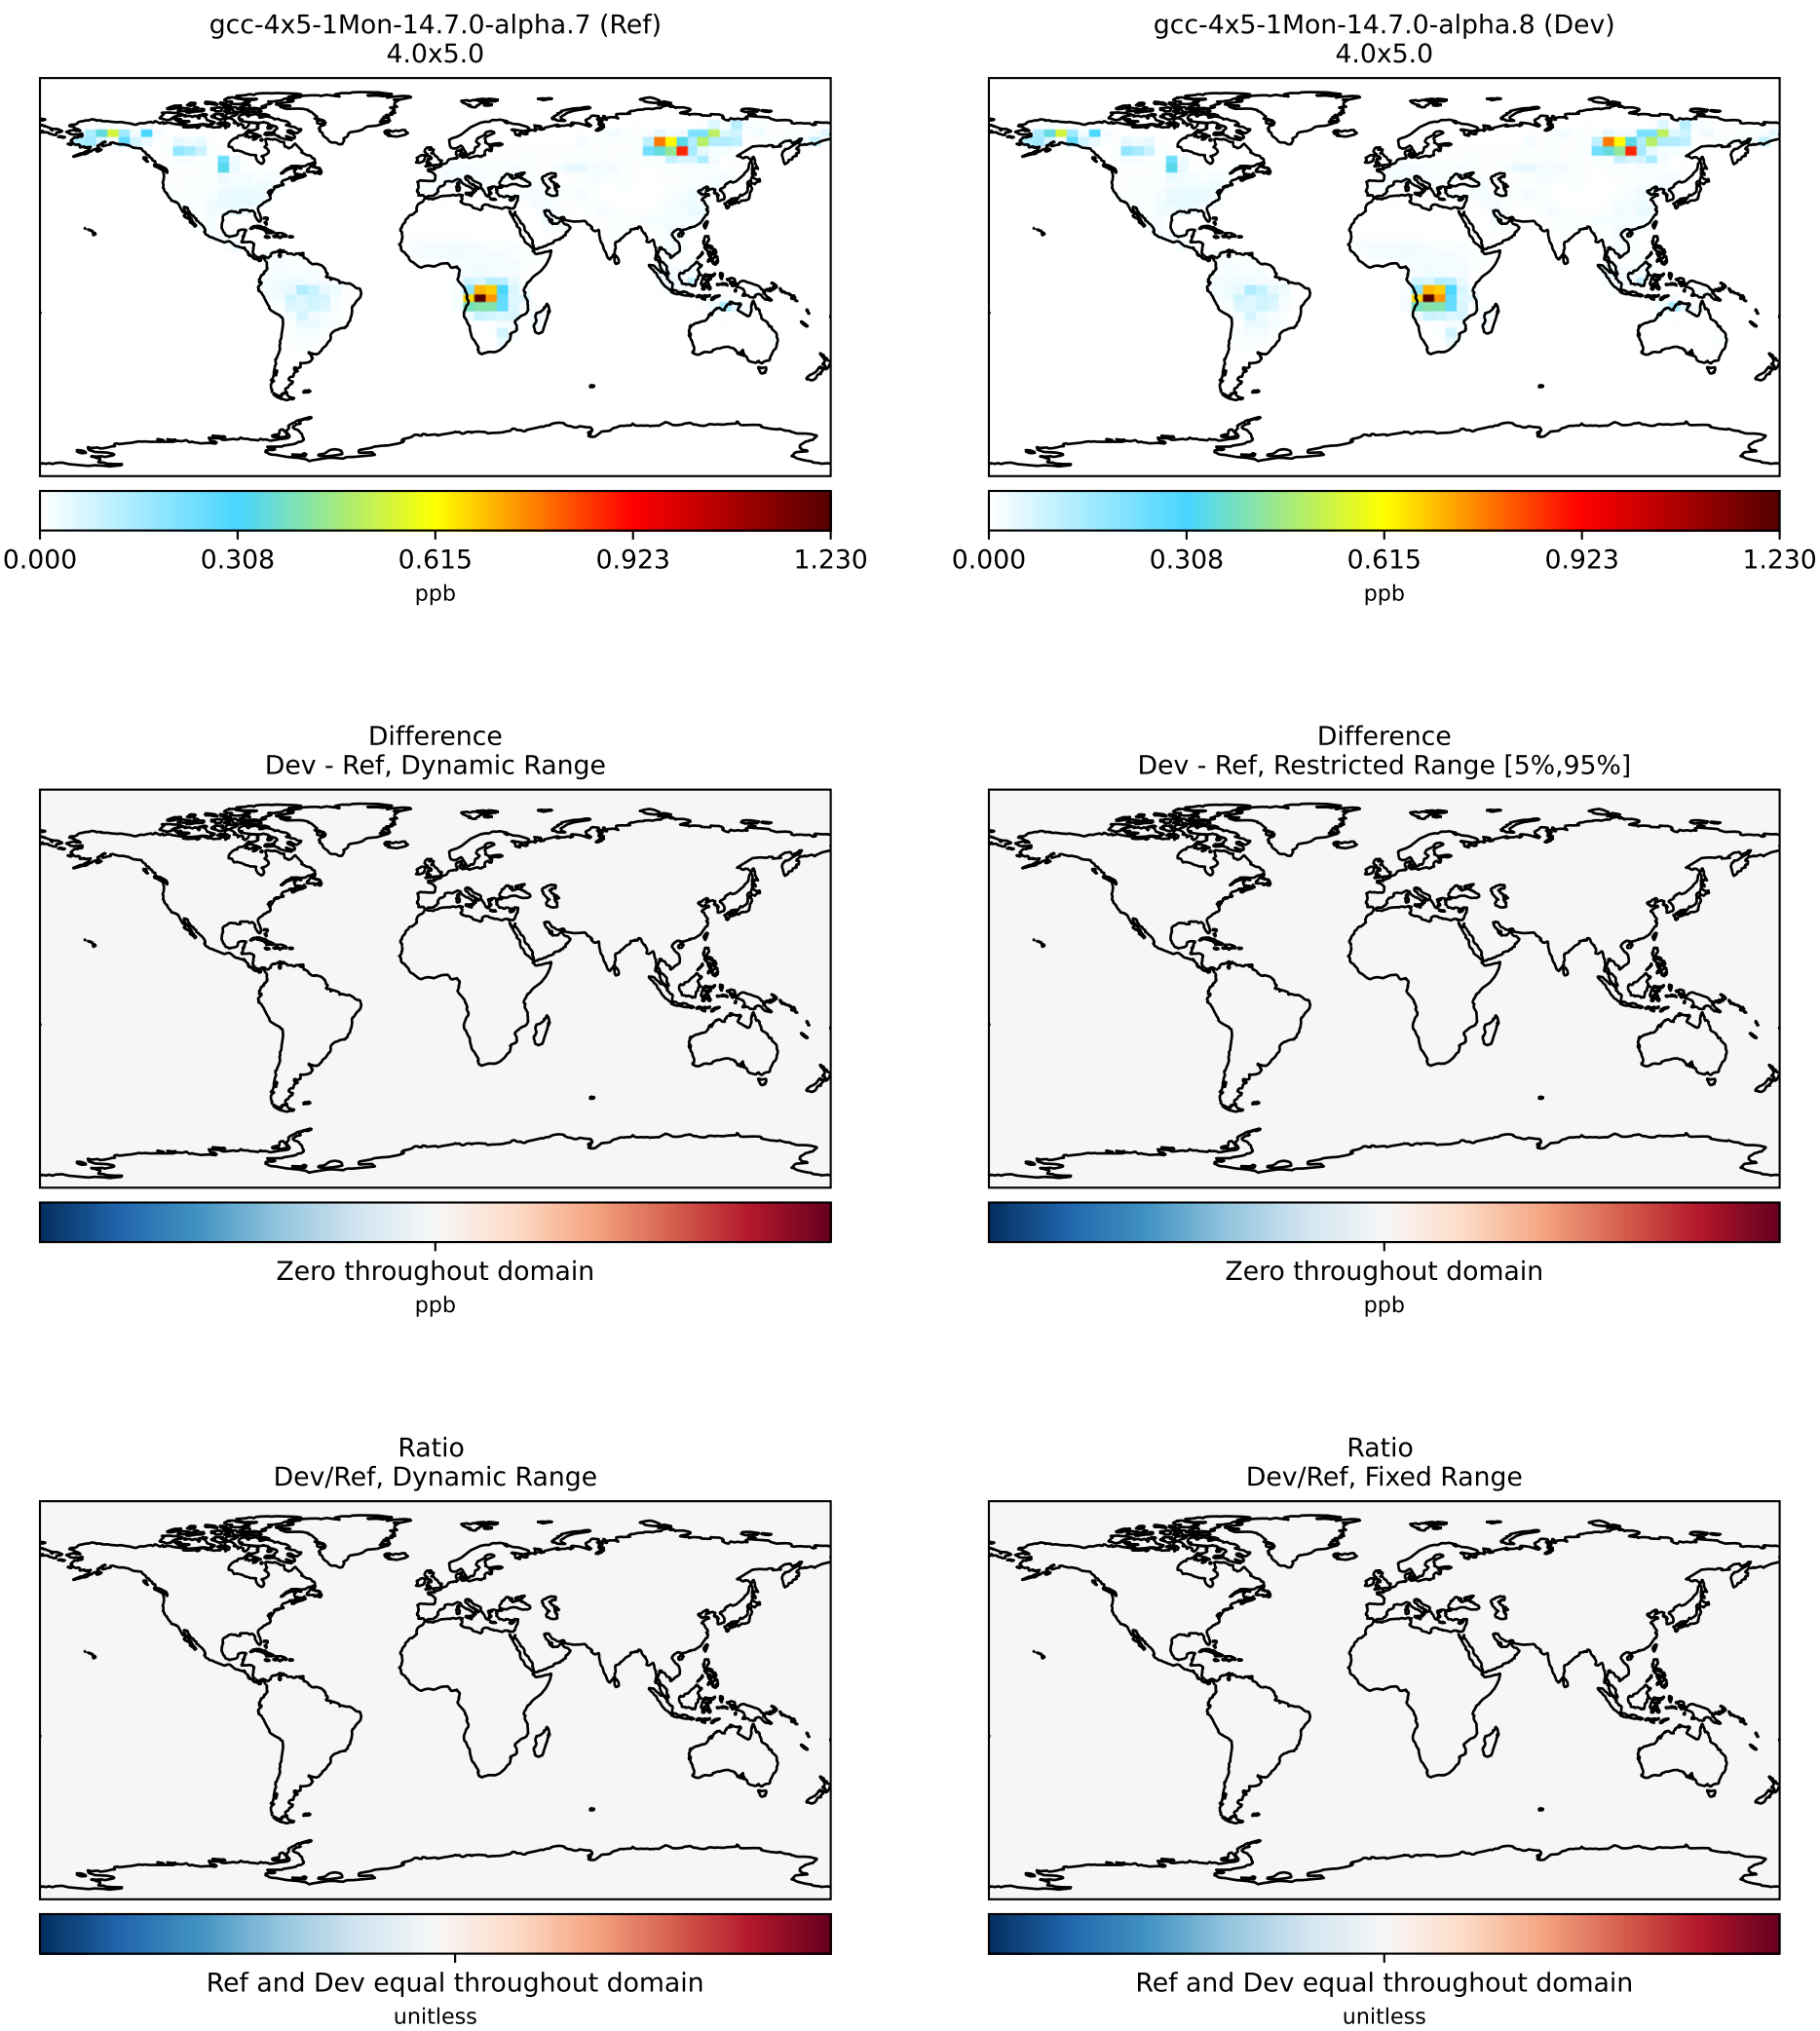 gcc-4x5-1Mon-14.7.0-alpha.7 (Ref)
4.0x5.0
gcc-4x5-1Mon-14.7.0-alpha.8 (Dev)
4.0x5.0
0.000 0.308 0.615 0.923 1.230
ppb
0.000 0.308 0.615 0.923 1.230
ppb
Difference
Dev - Ref, Dynamic Range
Difference
Dev - Ref, Restricted Range [5%,95%]
Zero throughout domain
ppb
Zero throughout domain
ppb
Ratio
Dev/Ref, Dynamic Range
Ratio
Dev/Ref, Fixed Range
Ref and Dev equal throughout domain
unitless
Ref and Dev equal throughout domain
unitless